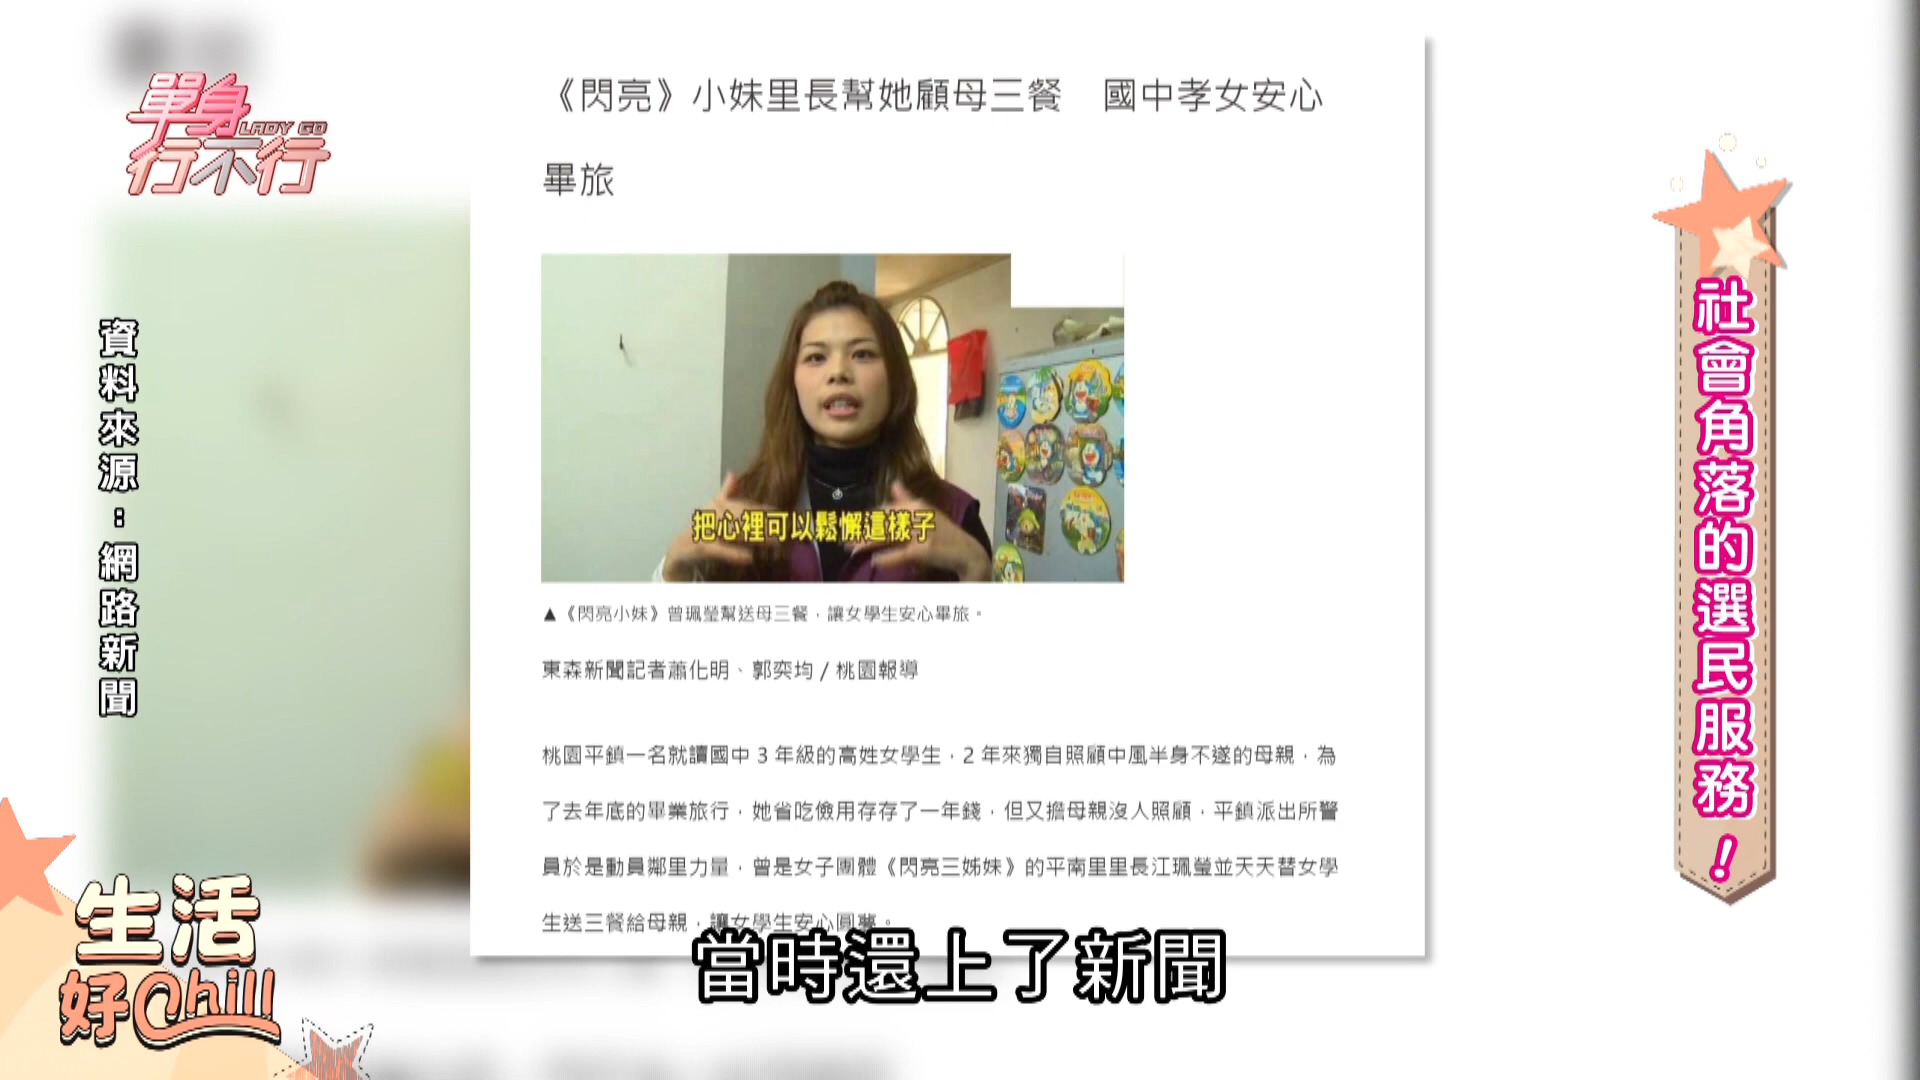 單身
LADY GO
行不行
資料來源：網路新聞
《閃亮》小妹里長幫她顧母三餐　國中孝女安心
畢旅
把心裡可以鬆懈這樣子
▲《閃亮小妹》曾珮瑩幫送母三餐，讓女學生安心畢旅。
東森新聞記者蕭化明、郭奕均 / 桃園報導
桃園平鎮一名就讀國中 3 年級的高姓女學生，2 年來獨自照顧中風半身不遂的母親，為
了去年底的畢業旅行，她省吃儉用存存了一年錢，但又擔母親沒人照顧，平鎮派出所警
員於是動員鄰里力量，曾是女子團體《閃亮三姊妹》的平南里里長江珮瑩並天天替女學
生送三餐給母親，讓女學生安心圓夢。
當時還上了新聞
社會角落的選民服務！
生活
好Chill